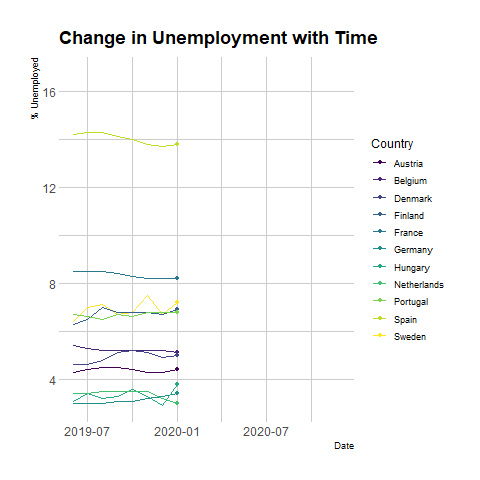 Change in Unemployment with Time
% Unemployed
16
12
8
4
2019-07
2020-01
2020-07
Date
Country
Austria
Belgium
Denmark
Finland
France
Germany
Hungary
Netherlands
Portugal
Spain
Sweden